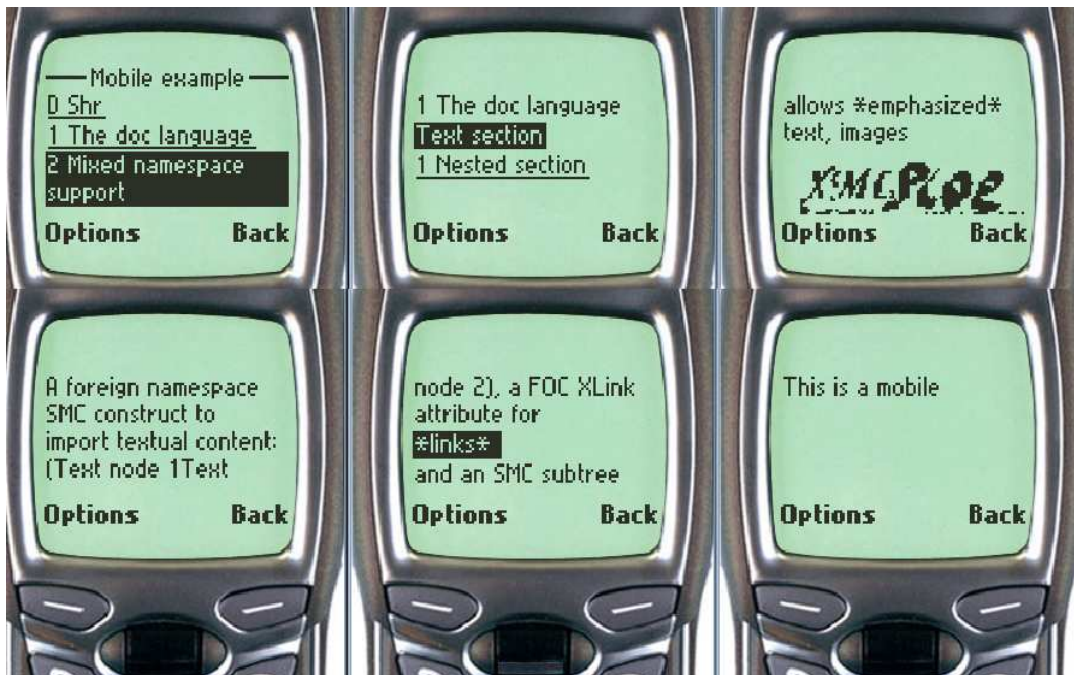 Mobile example
D Shr
1 The doc language
2 Mixed namespace
support
Options Back
1 The doc language
Text section
1 Nested section
Options Back
allows *emphasized*
text, images
Options Back
A foreign namespace
SMC construct to
import textual content:
(Text node 1Text
Options Back
node 2), a FOC XLink
attribute for
*links*
and an SMC subtree
Options Back
This is a mobile
Options Back